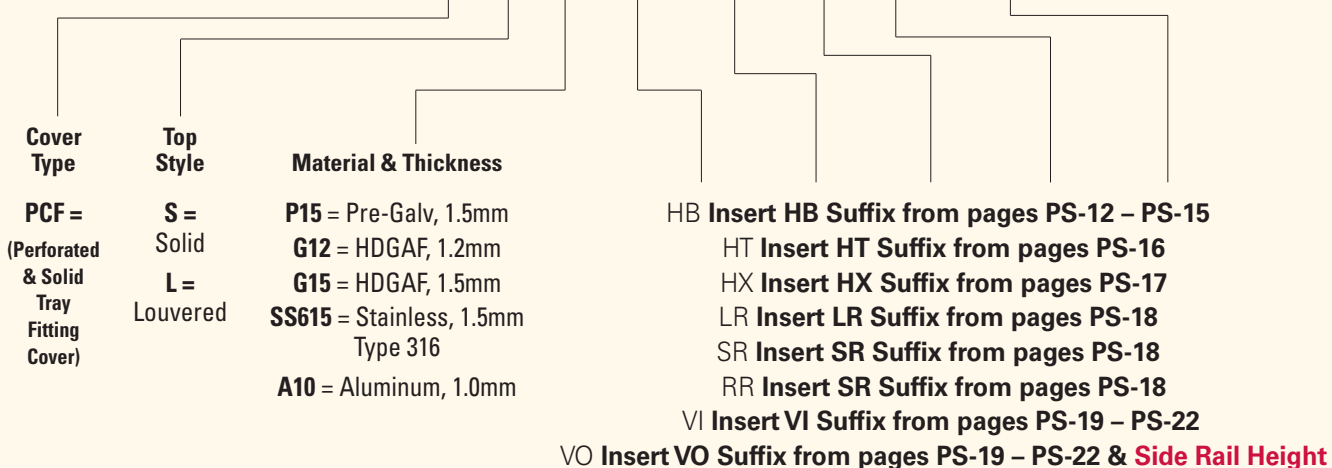 Cover
Type
PCF =
(Perforated
& Solid
Tray
Fitting
Cover)
Top
Style
S =
Solid
L =
Louvered
Material & Thickness
P15 = Pre-Galv, 1.5mm
G12 = HDGAF, 1.2mm
G15 = HDGAF, 1.5mm
SS615 = Stainless, 1.5mm
Type 316
A10 = Aluminum, 1.0mm
HB Insert HB Suffix from pages PS-12 – PS-15
HT Insert HT Suffix from pages PS-16
HX Insert HX Suffix from pages PS-17
LR Insert LR Suffix from pages PS-18
SR Insert SR Suffix from pages PS-18
RR Insert SR Suffix from pages PS-18
VI Insert VI Suffix from pages PS-19 – PS-22
VO Insert VO Suffix from pages PS-19 – PS-22 & Side Rail Height